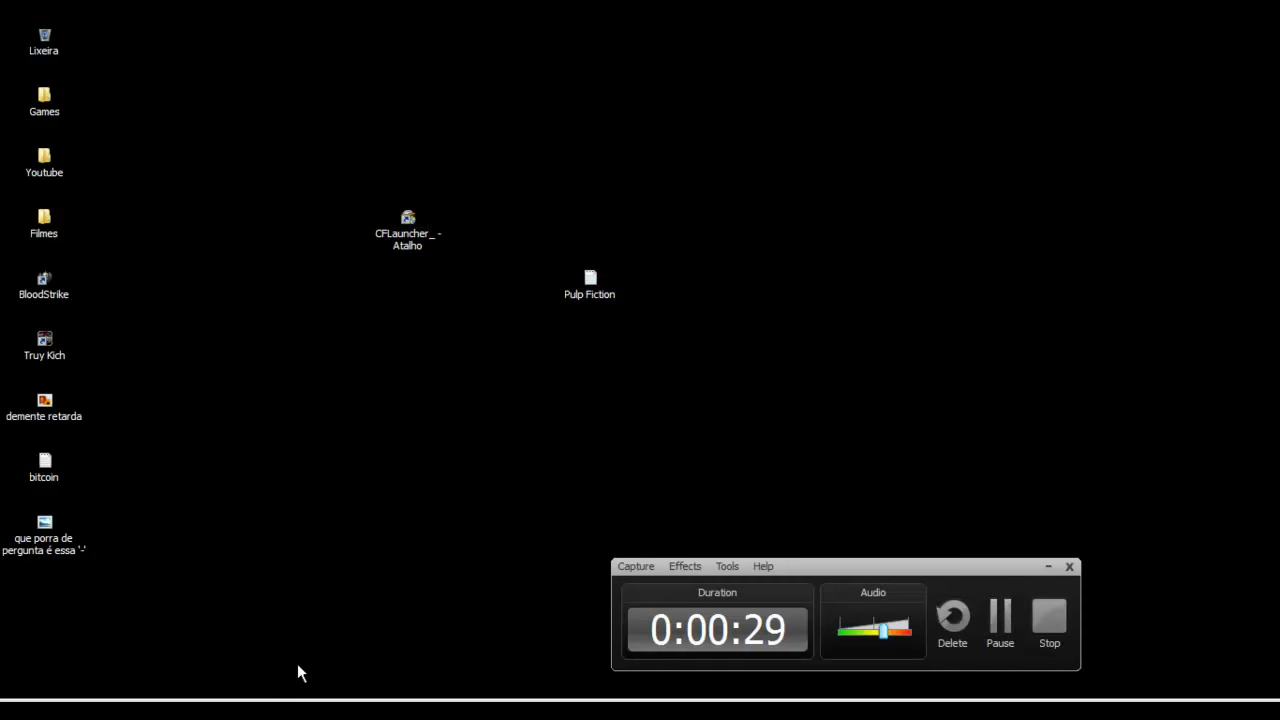 Lixeira
Games
Youtube
Filmes
BloodStrike
Truy Kich
demente retarda
bitcoin
que porra de
pergunta é essa '-'
CFLauncher_ -
Atalho
Pulp Fiction
Capture Effects Tools Help
Duration
0:00:29
Audio
Delete Pause Stop